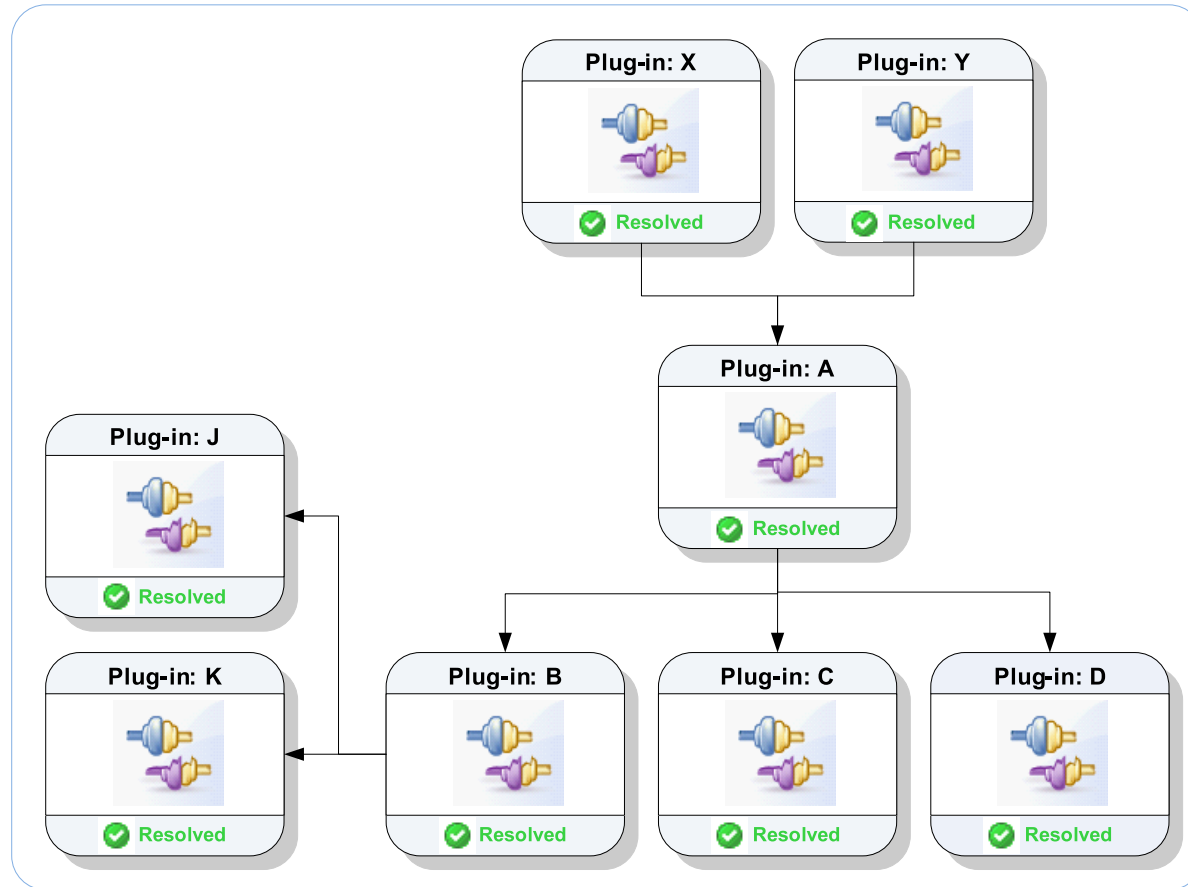 Plug-in: X
Resolved
Plug-in: Y
Resolved
Plug-in: A
Resolved
Plug-in: J
Resolved
Plug-in: K
Resolved
Plug-in: B
Resolved
Plug-in: C
Resolved
Plug-in: D
Resolved